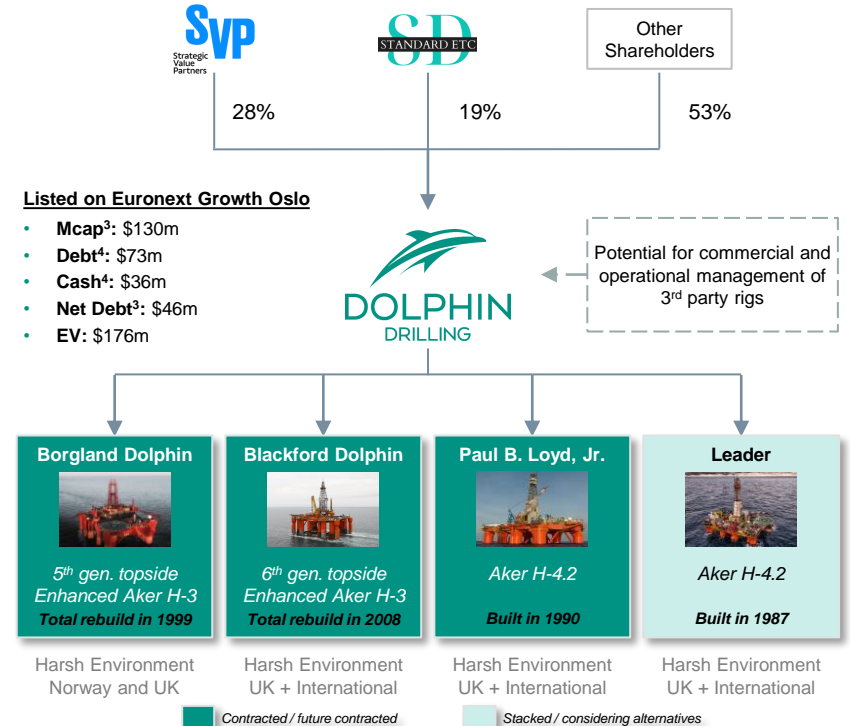 SVP
Strategic
Value
Partners
SD
STANDARD ETC
Other
Shareholders
28%
19%
53%
Listed on Euronext Growth Oslo
• Mcap³: $130m
• Debt⁴: $73m
• Cash⁴: $36m
• Net Debt³: $46m
• EV: $176m
DOLPHIN
DRILLING
Potential for commercial and
operational management of
3rd party rigs
Borgland Dolphin
5th gen. topside
Enhanced Aker H-3
Total rebuild in 1999
Harsh Environment
Norway and UK
Blackford Dolphin
6th gen. topside
Enhanced Aker H-3
Total rebuild in 2008
Harsh Environment
UK + International
Paul B. Loyd, Jr.
Aker H-4.2
Built in 1990
Harsh Environment
UK + International
Leader
Aker H-4.2
Built in 1987
Harsh Environment
UK + International
Contracted / future contracted
Stacked / considering alternatives